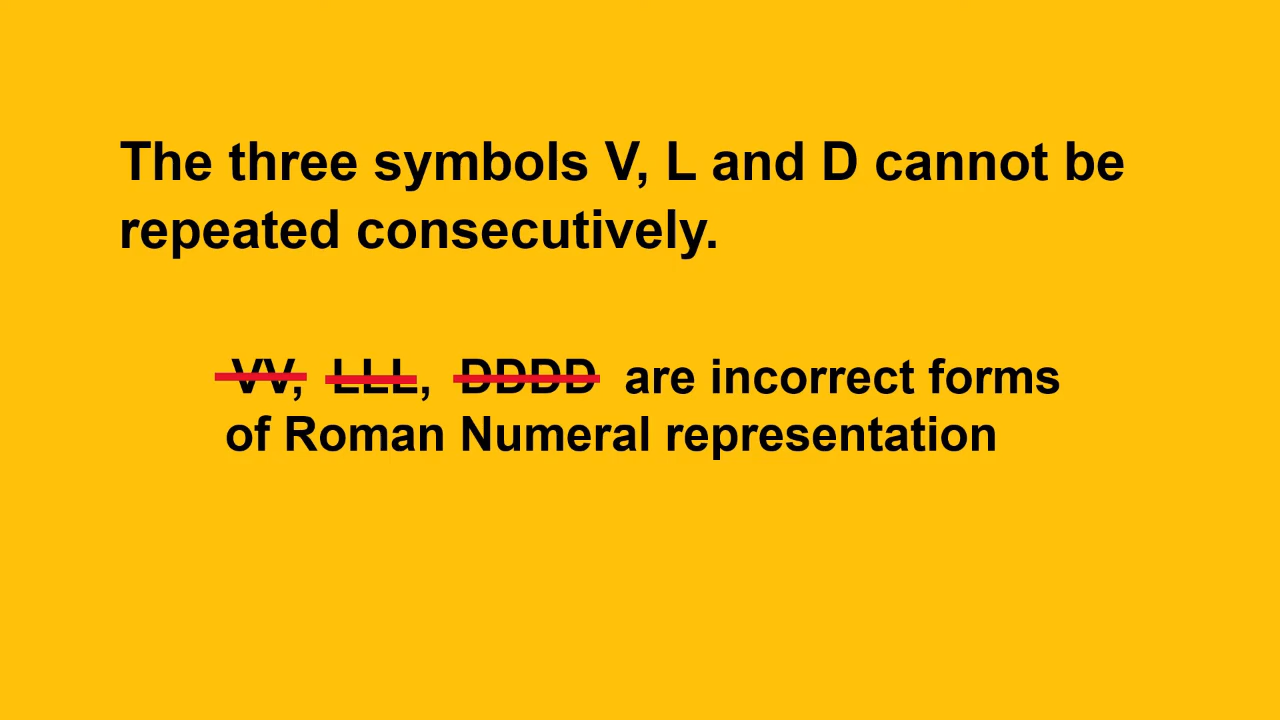 The three symbols V, L and D cannot be
repeated consecutively.
VV, LLL, DDDD are incorrect forms
of Roman Numeral representation